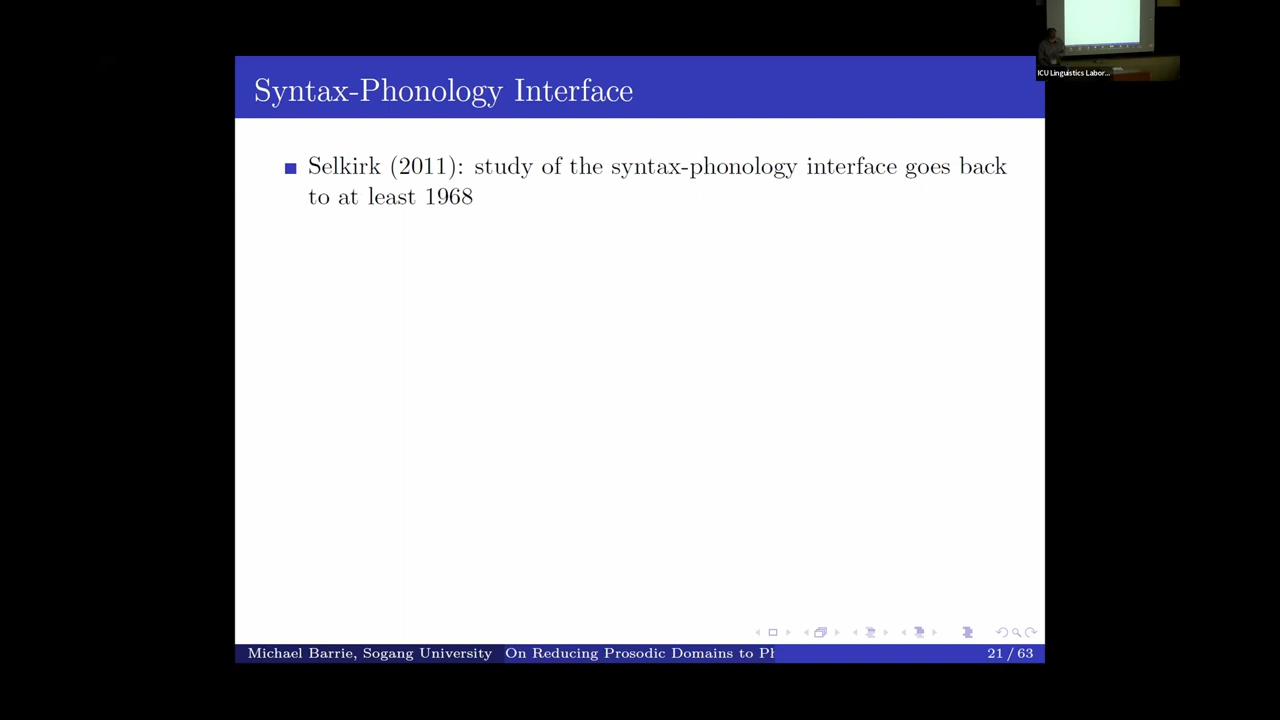 ICU Linguistics Labor...
Syntax-Phonology Interface
Selkirk (2011): study of the syntax-phonology interface goes back
to at least 1968
Michael Barrie, Sogang University On Reducing Prosodic Domains to Ph 21 / 63